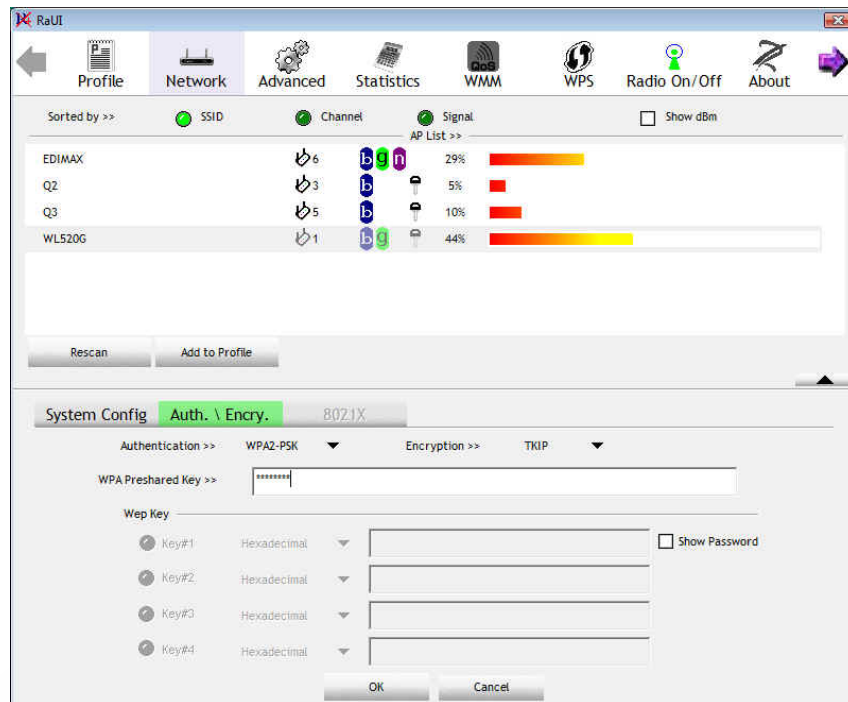 RaUI
Profile Network Advanced Statistics QoS WMM WPS Radio On/Off About
Sorted by >> SSID Channel Signal Show dBm
AP List >>
EDIMAX 6 b g n 29%
Q2 3 b 5%
Q3 5 b 10%
WL520G 1 b g 44%
Rescan Add to Profile
System Config Auth. \ Encry. 8021X
Authentication >> WPA2-PSK Encryption >> TKIP
WPA Preshared Key >> ********
Wep Key
Key#1 Hexadecimal Show Password
Key#2 Hexadecimal
Key#3 Hexadecimal
Key#4 Hexadecimal
OK Cancel